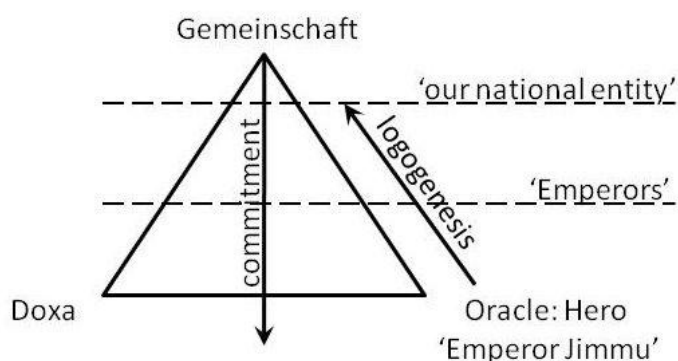 Gemeinschaft
‘our national entity’
commitment
logogenesis
‘Emperors’
Doxa
Oracle: Hero
‘Emperor Jimmu’